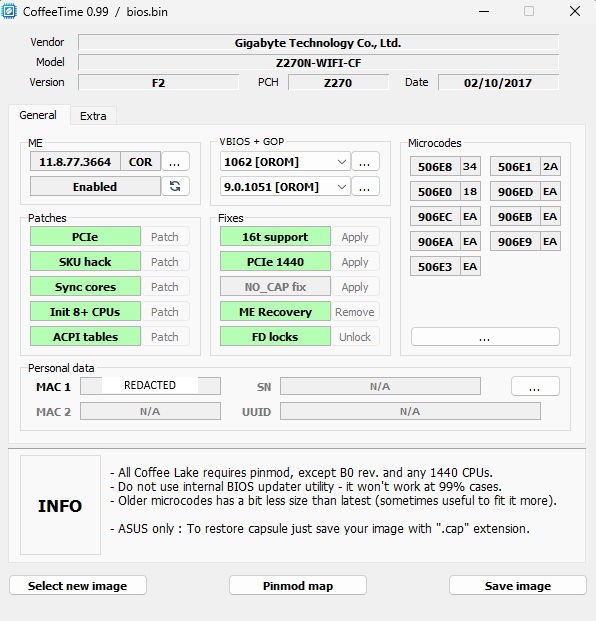 CoffeeTime 0.99 / bios.bin
Vendor Gigabyte Technology Co., Ltd.
Model Z270N-WIFI-CF
Version F2 PCH Z270 Date 02/10/2017
General Extra
ME
11.8.77.3664 COR ...
Enabled
VBIOS + GOP
1062 [OROM] ...
9.0.1051 [OROM] ...
Microcodes
506E8 34 506E1 2A
506E0 18 906ED EA
906EC EA 906EB EA
906EA EA 906E9 EA
506E3 EA
...
Patches
PCIe Patch
SKU hack Patch
Sync cores Patch
Init 8+ CPUs Patch
ACPI tables Patch
Fixes
16t support Apply
PCIe 1440 Apply
NO_CAP fix Apply
ME Recovery Remove
FD locks Unlock
Personal data
MAC 1 REDACTED SN N/A ...
MAC 2 N/A UUID N/A
INFO
- All Coffee Lake requires pinmod, except B0 rev. and any 1440 CPUs.
- Do not use internal BIOS updater utility - it won't work at 99% cases.
- Older microcodes has a bit less size than latest (sometimes useful to fit it more).
- ASUS only : To restore capsule just save your image with ".cap" extension.
Select new image Pinmod map Save image